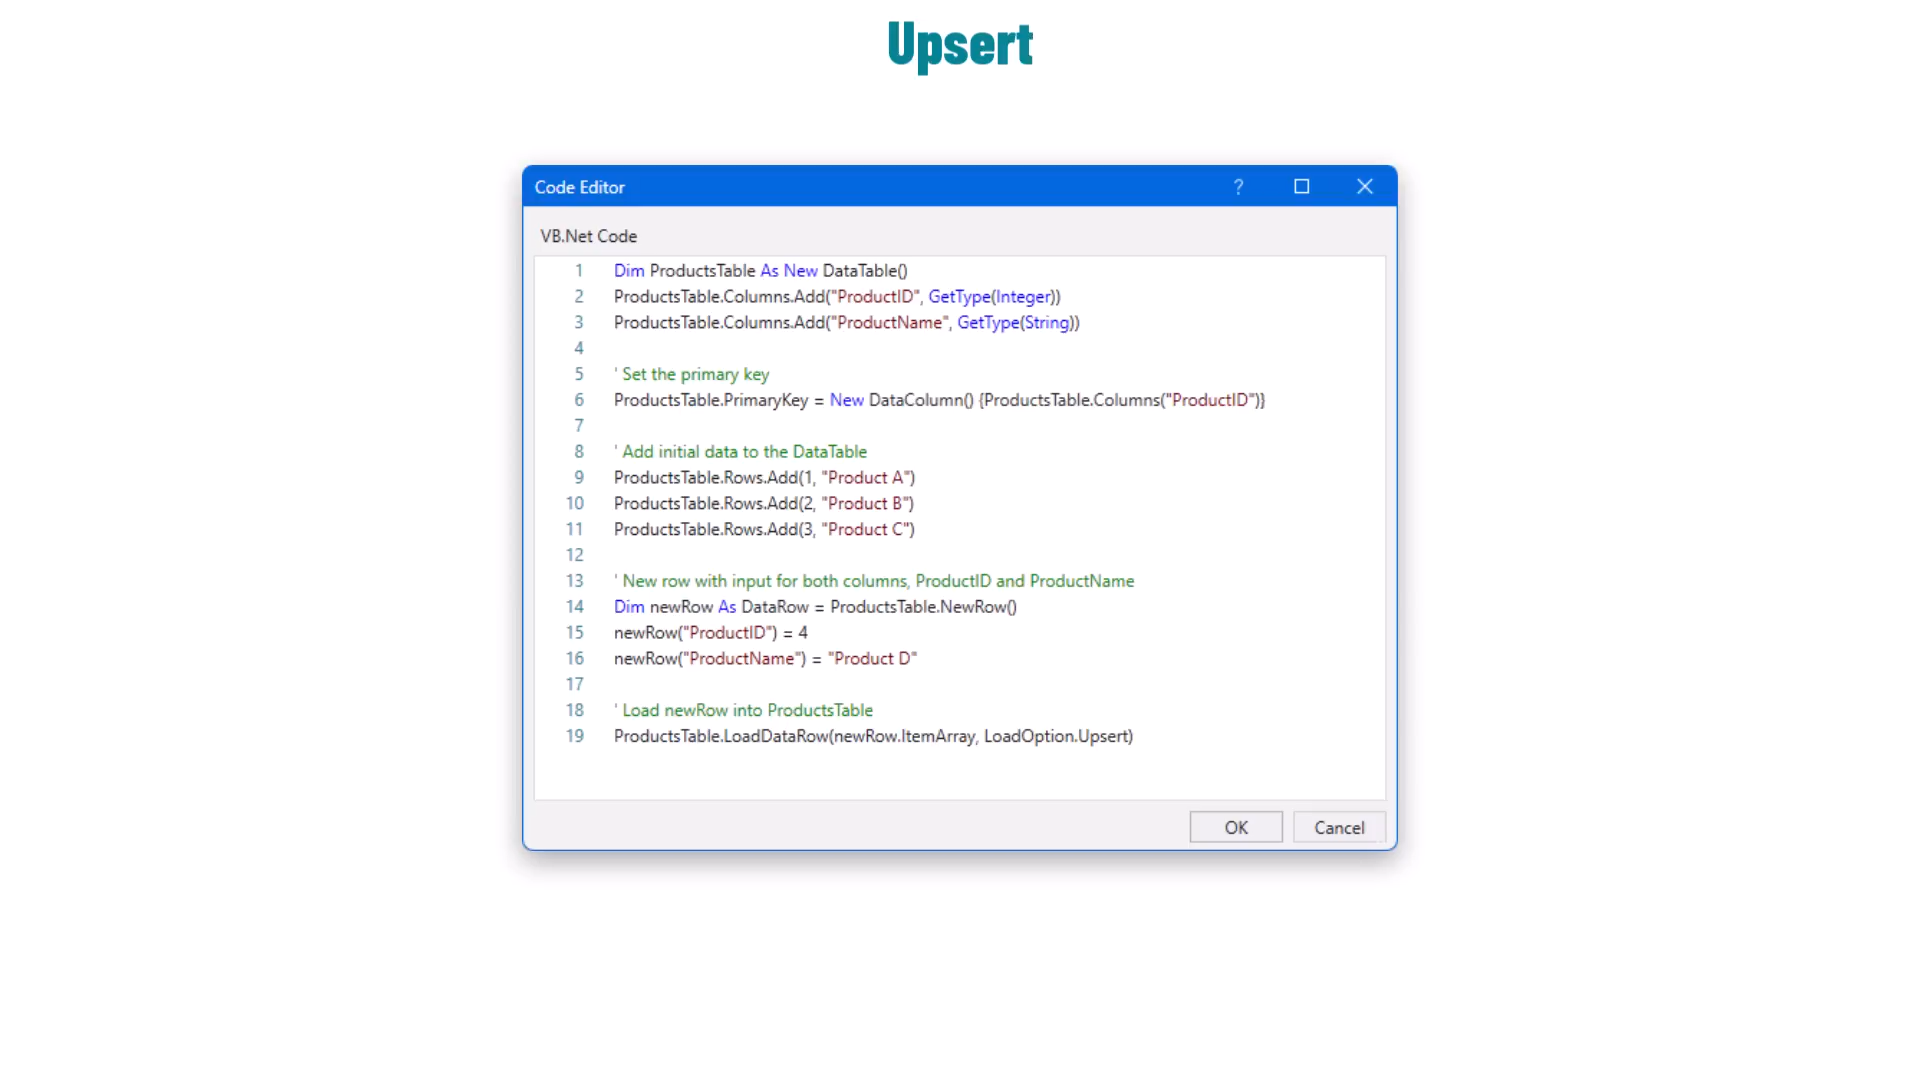 Upsert
Code Editor ?
VB.Net Code
1 Dim ProductsTable As New DataTable()
2 ProductsTable.Columns.Add("ProductID", GetType(Integer))
3 ProductsTable.Columns.Add("ProductName", GetType(String))
4
5 ' Set the primary key
6 ProductsTable.PrimaryKey = New DataColumn() {ProductsTable.Columns("ProductID")}
7
8 ' Add initial data to the DataTable
9 ProductsTable.Rows.Add(1, "Product A")
10 ProductsTable.Rows.Add(2, "Product B")
11 ProductsTable.Rows.Add(3, "Product C")
12
13 ' New row with input for both columns, ProductID and ProductName
14 Dim newRow As DataRow = ProductsTable.NewRow()
15 newRow("ProductID") = 4
16 newRow("ProductName") = "Product D"
17
18 ' Load newRow into ProductsTable
19 ProductsTable.LoadDataRow(newRow.ItemArray, LoadOption.Upsert)
OK Cancel